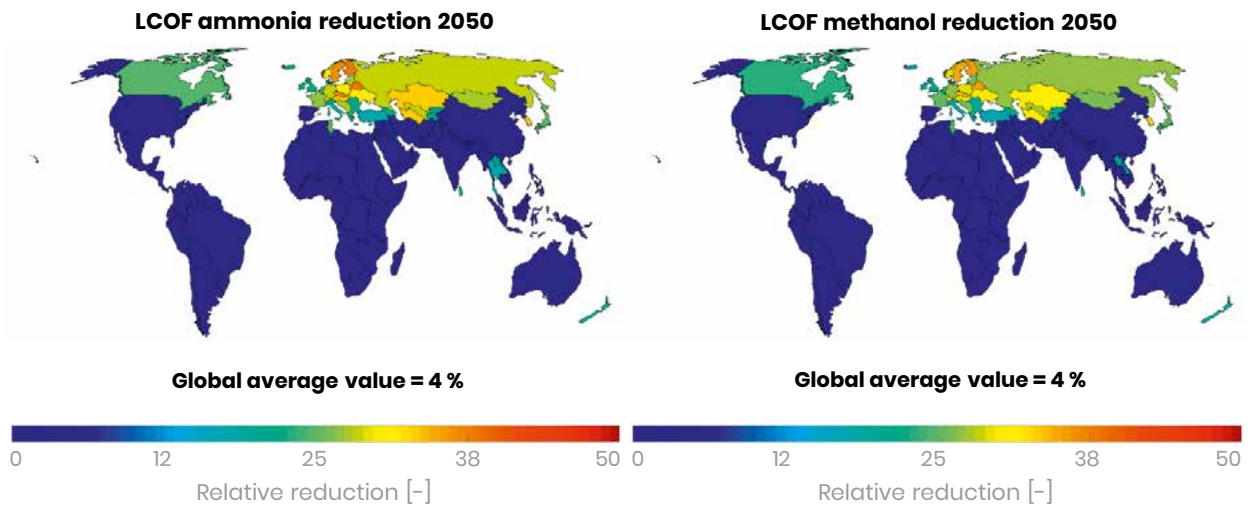 LCOF ammonia reduction 2050
LCOF methanol reduction 2050
Global average value = 4 %
Global average value = 4 %
0 12 25 38 50
0 12 25 38 50
Relative reduction [-]
Relative reduction [-]